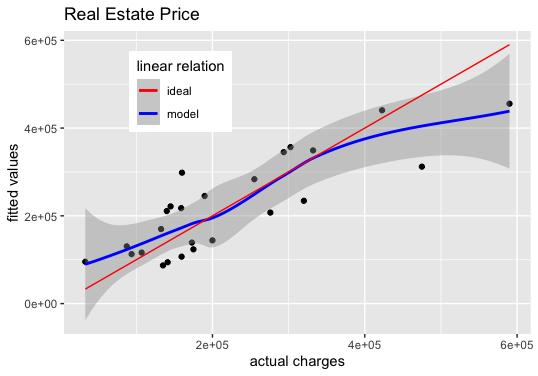 Real Estate Price
6e+05
linear relation
ideal
model
4e+05
fitted values
2e+05
0e+00
2e+05 4e+05 6e+05
actual charges